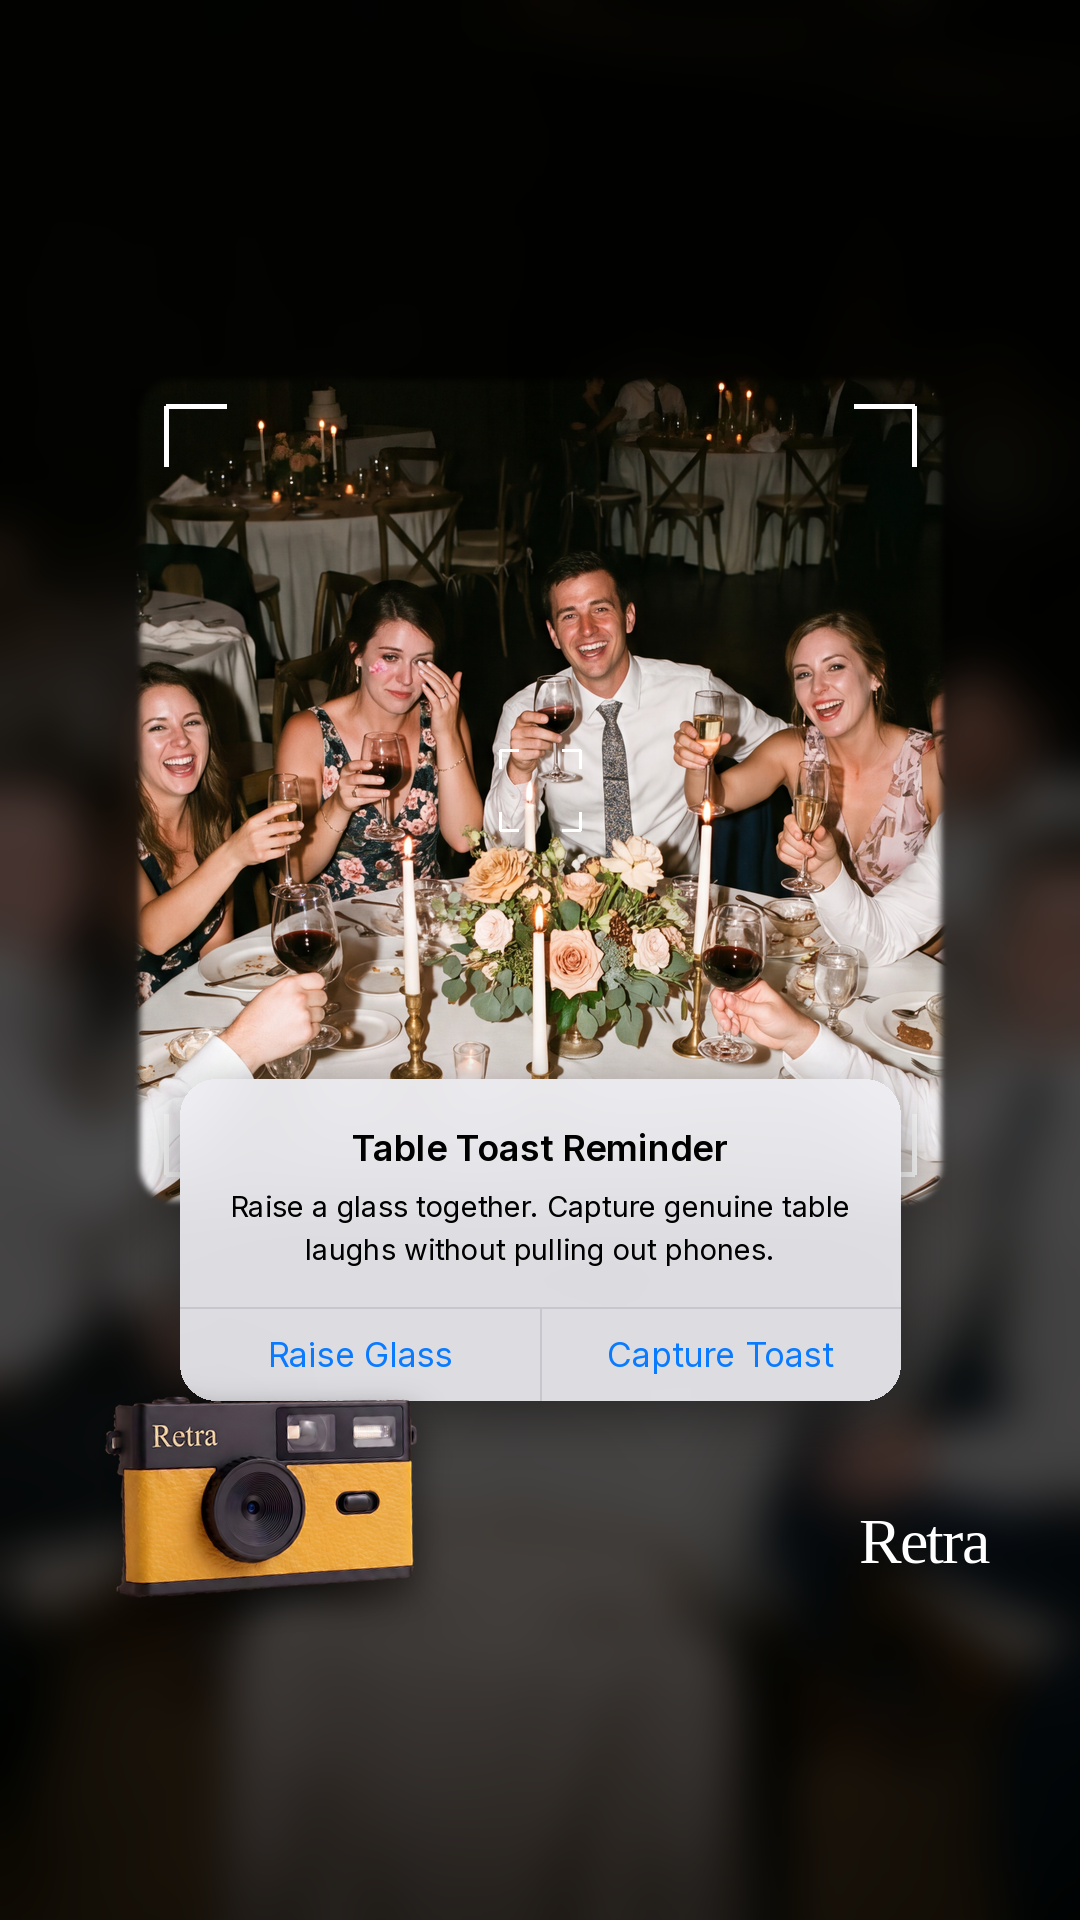 Table Toast Reminder
Raise a glass together. Capture genuine table
laughs without pulling out phones.
Raise Glass
Capture Toast
Retra
Retra